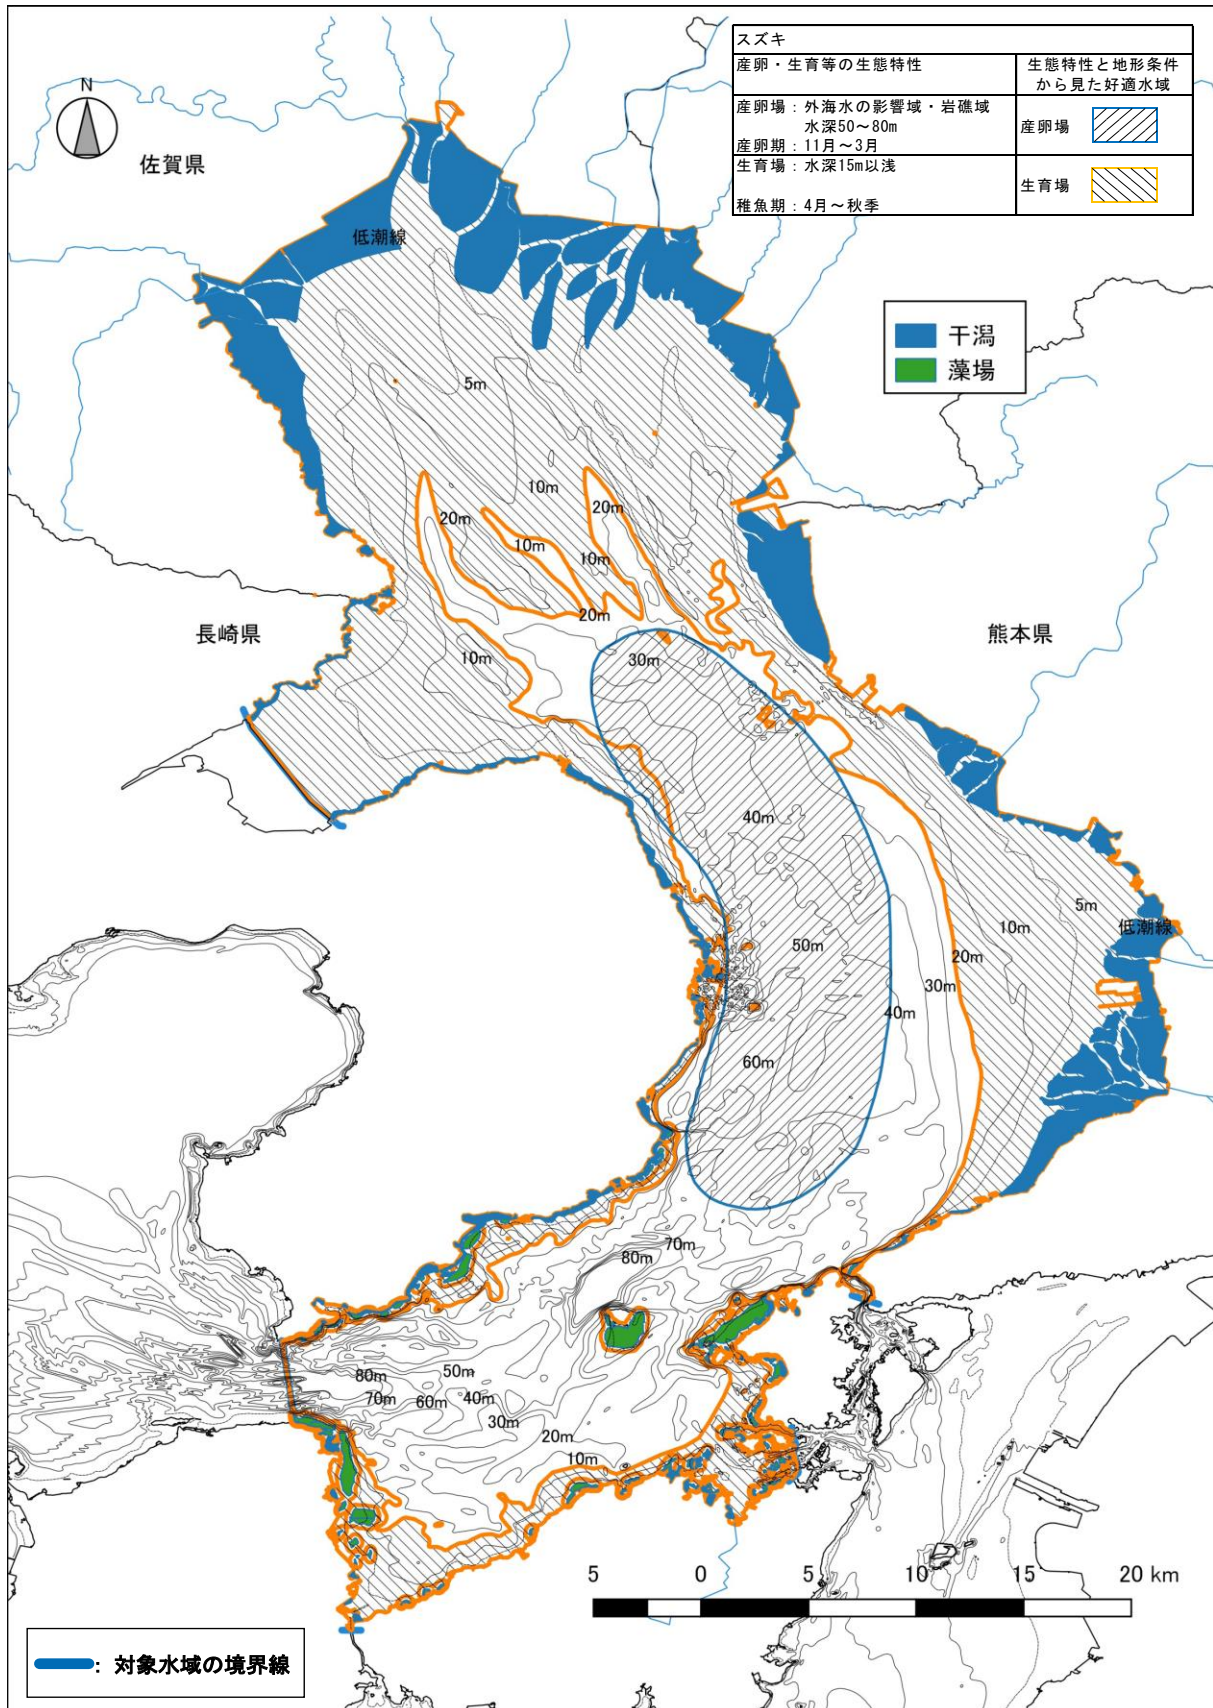 スズキ
産卵・生育等の生態特性
生態特性と地形条件
から見た好適水域
産卵場：外海水の影響域・岩礁域
水深50～80m
産卵期：11月～3月
産卵場
生育場：水深15m以浅
稚魚期：4月～秋季
生育場
N
佐賀県
低潮線
干潟
藻場
5m
10m
20m
20m
10m
10m
20m
長崎県
熊本県
30m
10m
40m
5m
10m
低潮線
50m
20m
30m
40m
60m
70m
80m
80m
50m
70m
60m
40m
30m
20m
10m
5
0
5
10
15
20 km
：対象水域の境界線